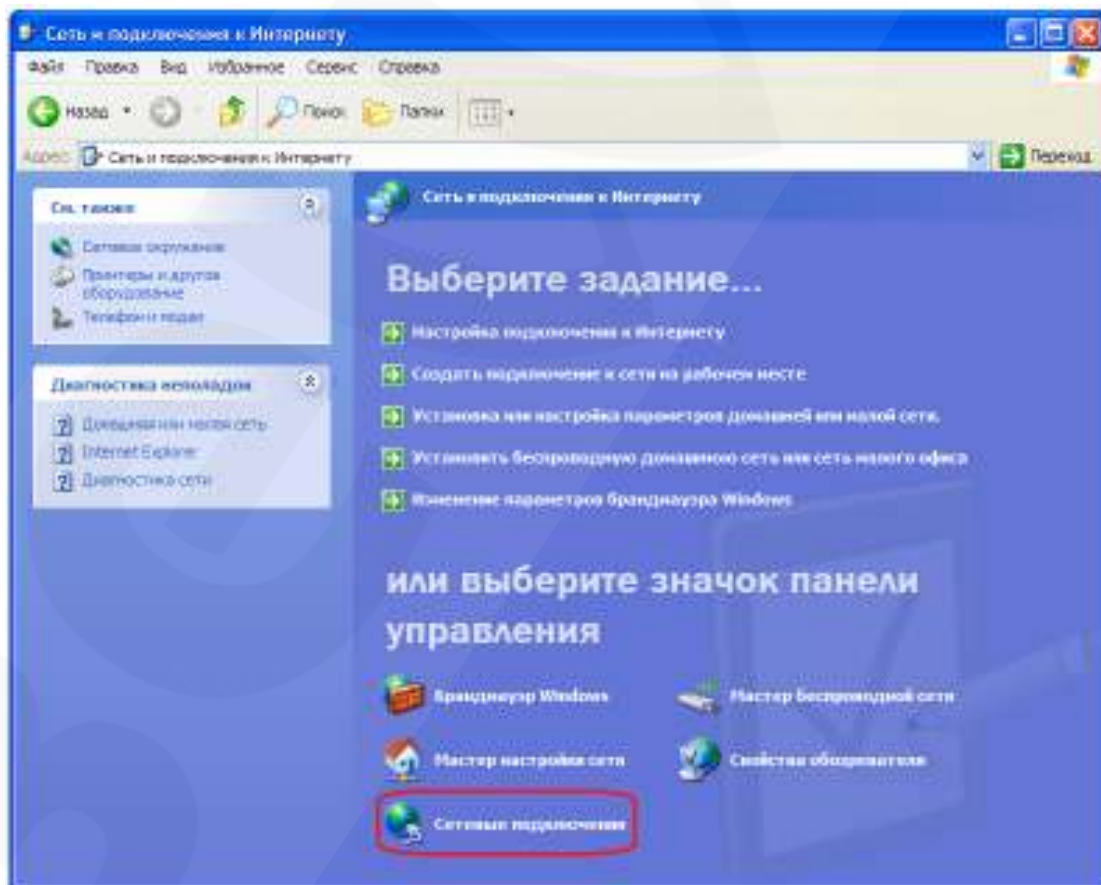 Сеть и подключения к Интернету
Файл Правка Вид Избранное Сервис Справка
Назад Поиск Папки
Адрес: Сеть и подключения к Интернету Переход
См. также
Сетевое окружение
Принтеры и другое
оборудование
Телефон и модем
Диагностика неполадок
Домашняя или малая сеть
Internet Explorer
Диагностика сети
Сеть и подключения к Интернету
Выберите задание...
Настройка подключения к Интернету
Создать подключение к сети на рабочем месте
Установка или настройка параметров домашней или малой сети.
Установить беспроводную домашнюю сеть или сеть малого офиса
Изменение параметров брандмауэра Windows
или выберите значок панели
управления
Брандмауэр Windows
Мастер беспроводной сети
Мастер настройки сети
Свойства обозревателя
Сетевые подключения